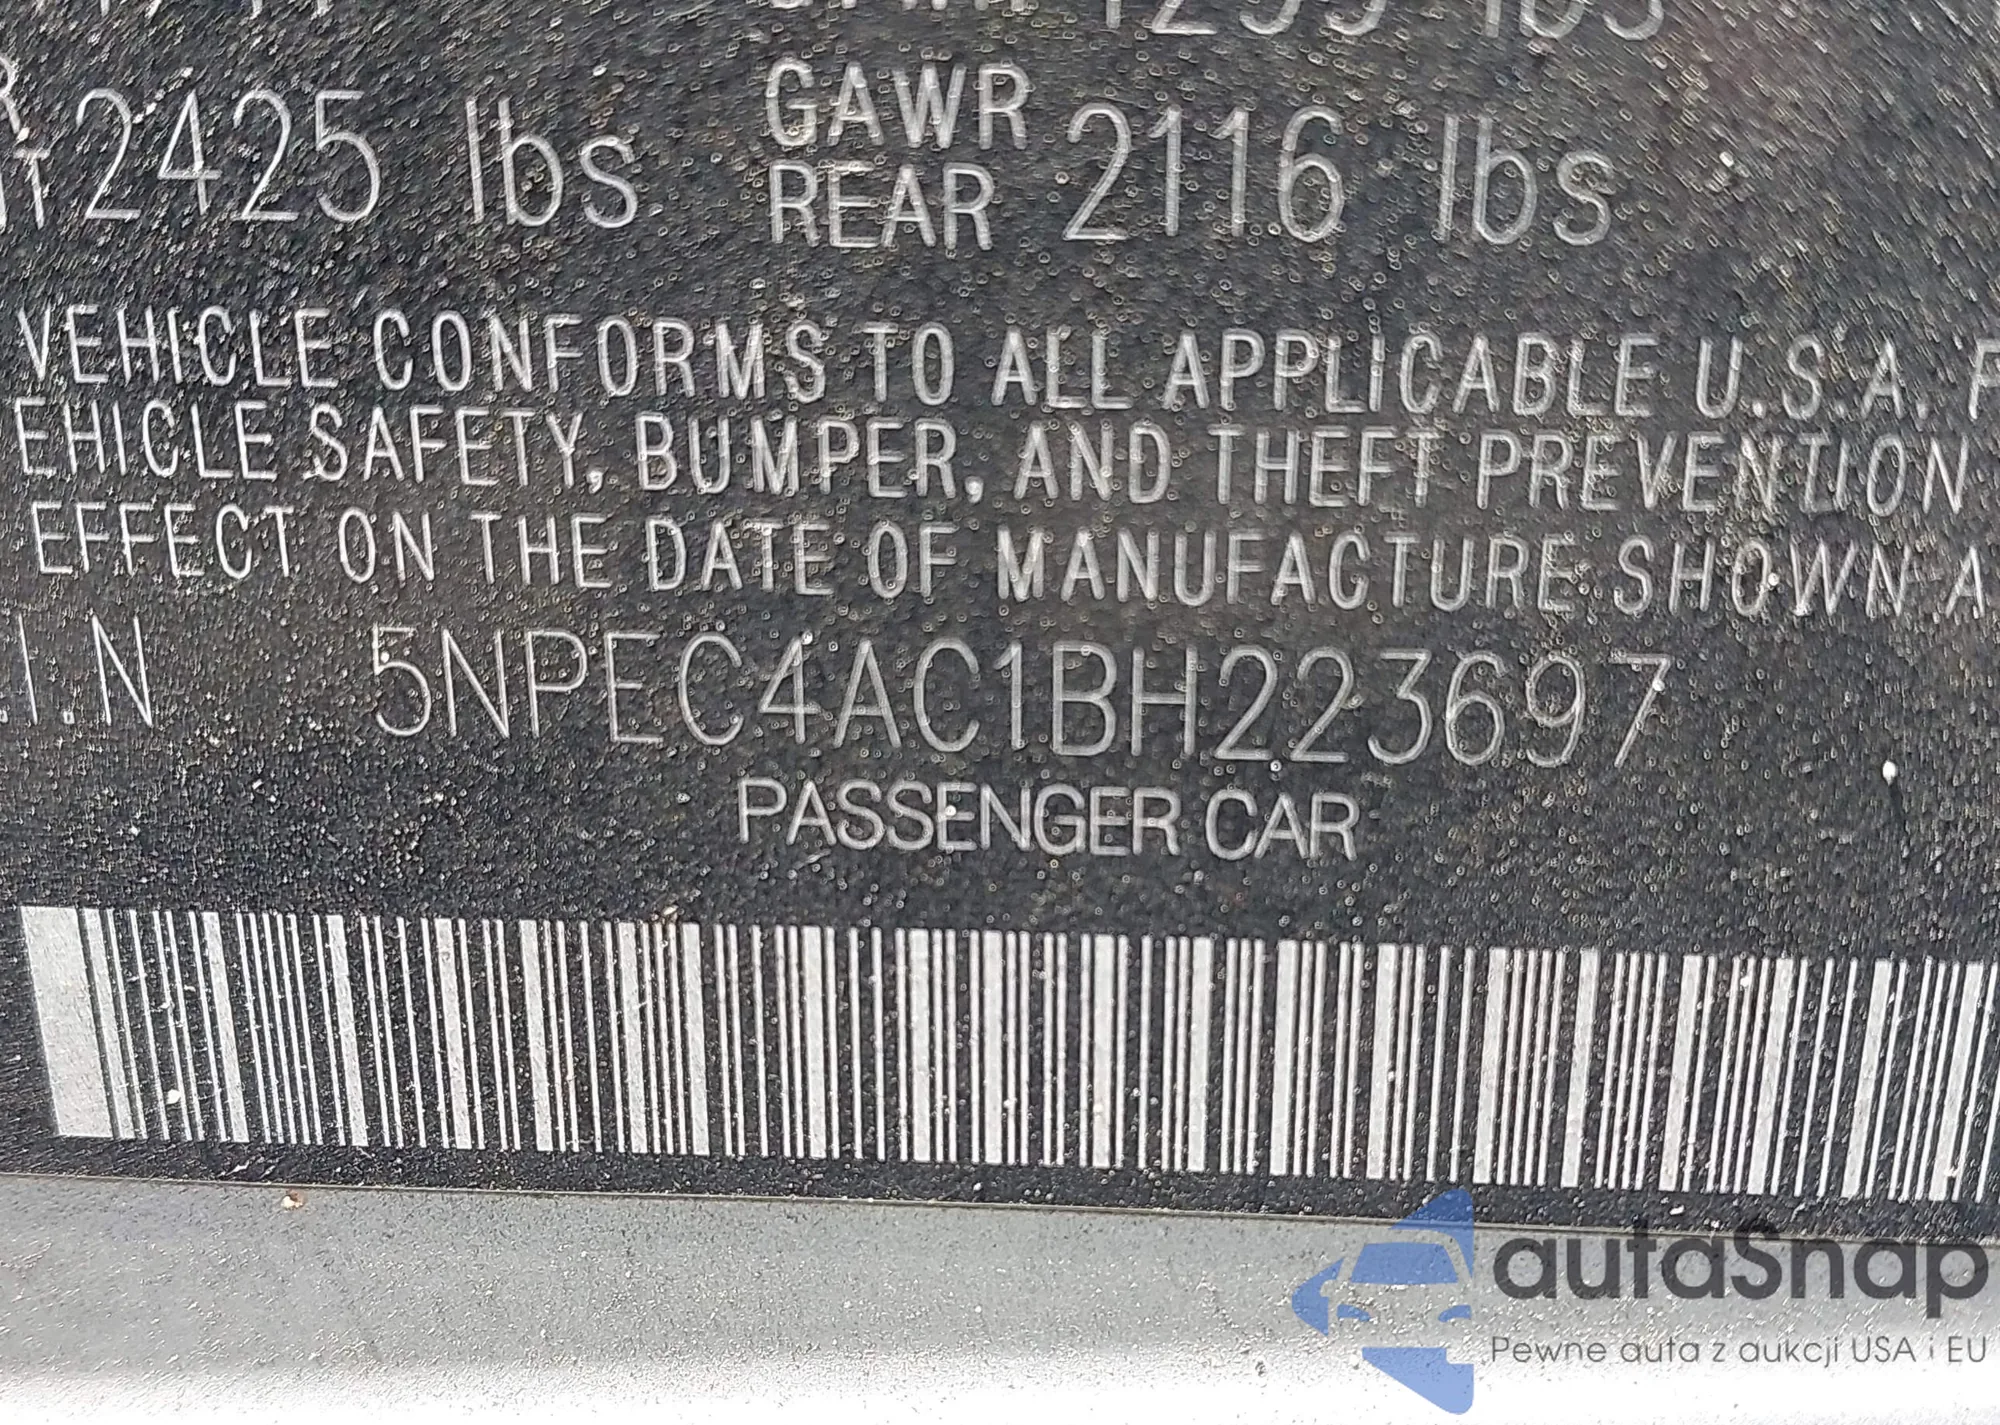 2425 lbs GAWR REAR 2116 lbs
VEHICLE CONFORMS TO ALL APPLICABLE U.S.A.
EHICLE SAFETY, BUMPER, AND THEFT PREVENTION
EFFECT ON THE DATE OF MANUFACTURE SHOWN A
.I.N 5NPEC4AC1BH223697
PASSENGER CAR
autaSnap
Pewne auta z aukcji USA i EU